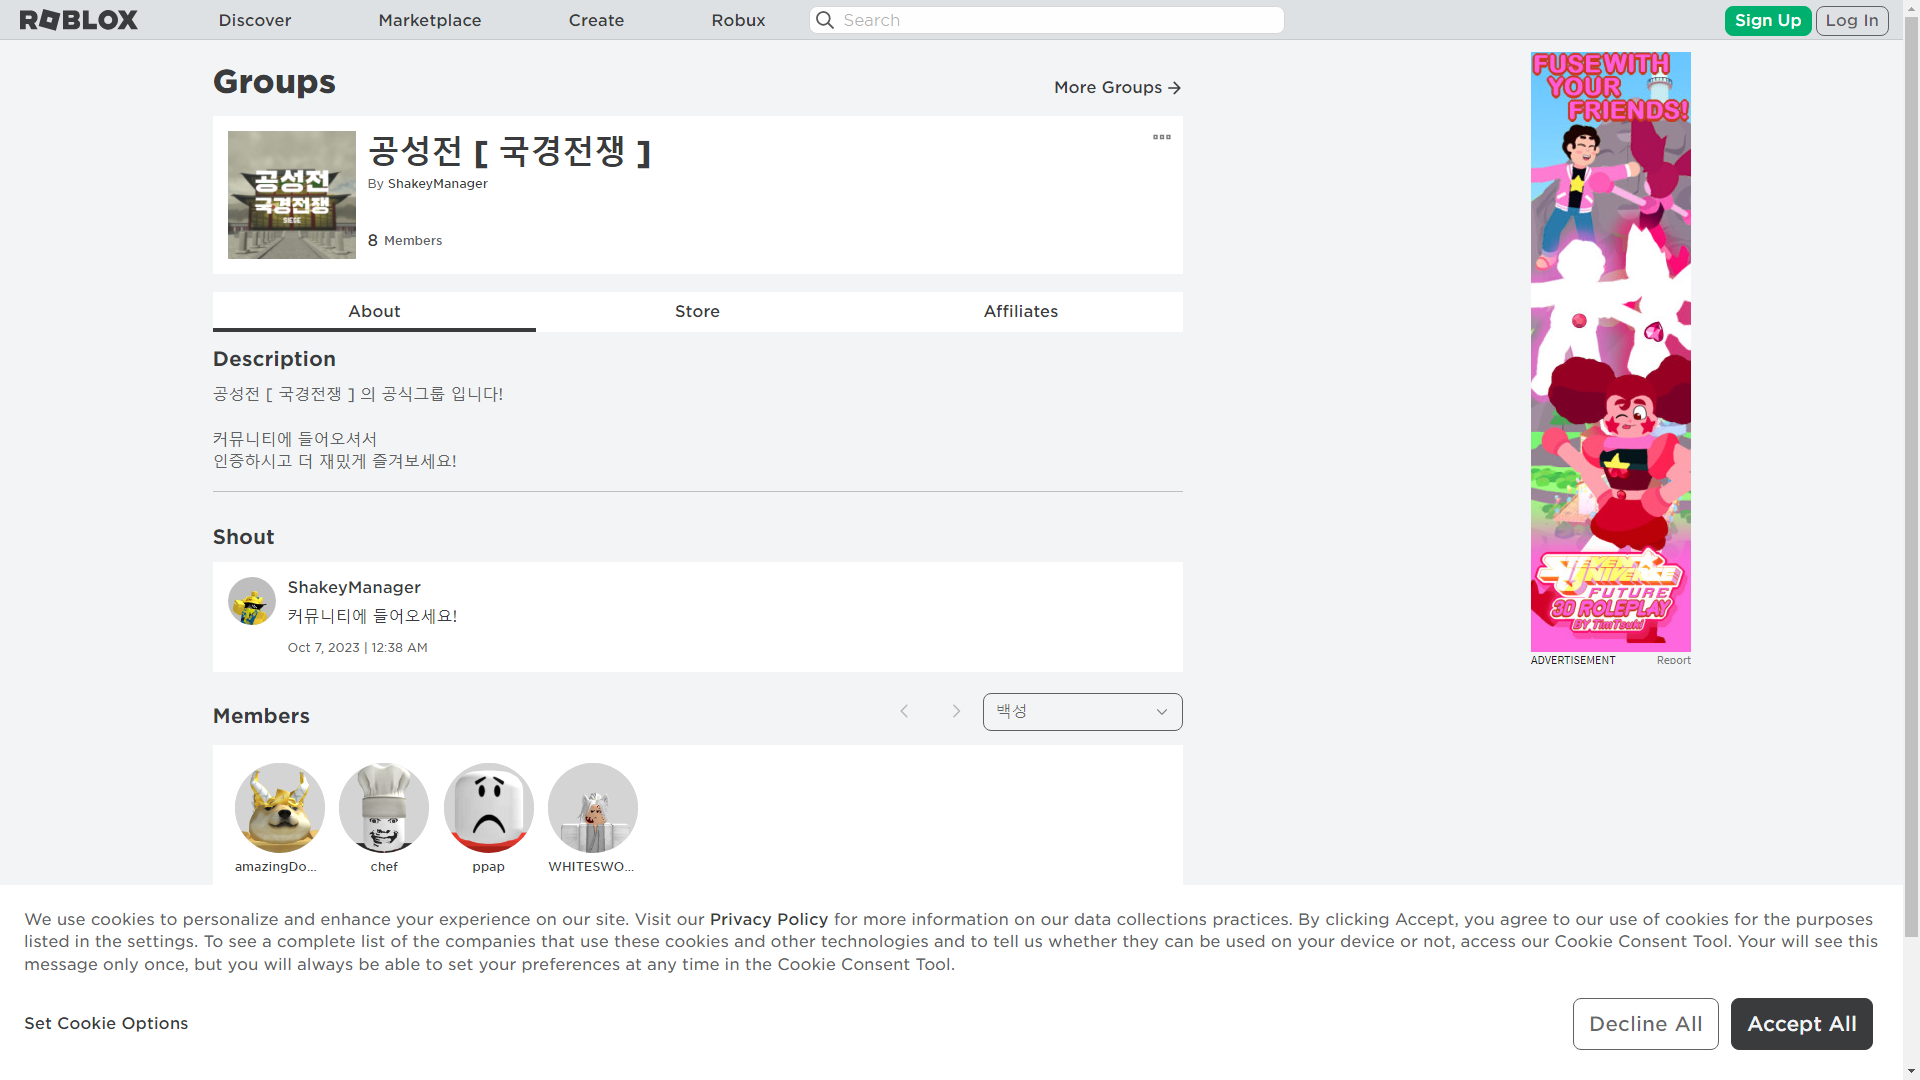 ROBLOX
Discover
Marketplace
Create
Robux
Search
Sign Up
Log In
Groups
More Groups
공성전
국경전쟁
SIEGE
공성전 [ 국경전쟁 ]
By ShakeyManager
8 Members
About
Store
Affiliates
Description
공성전 [ 국경전쟁 ] 의 공식그룹 입니다!
커뮤니티에 들어오셔서
인증하시고 더 재밌게 즐겨보세요!
Shout
ShakeyManager
커뮤니티에 들어오세요!
Oct 7, 2023 | 12:38 AM
Members
백성
amazingDo...
chef
ppap
WHITESWO...
FUSE WITH
YOUR
FRIENDS!
STEVEN
UNIVERSE
FUTURE
3D ROLEPLAY
BY TimTsuki
ADVERTISEMENT
Report
We use cookies to personalize and enhance your experience on our site. Visit our Privacy Policy for more information on our data collections practices. By clicking Accept, you agree to our use of cookies for the purposes
listed in the settings. To see a complete list of the companies that use these cookies and other technologies and to tell us whether they can be used on your device or not, access our Cookie Consent Tool. Your will see this
message only once, but you will always be able to set your preferences at any time in the Cookie Consent Tool.
Set Cookie Options
Decline All
Accept All